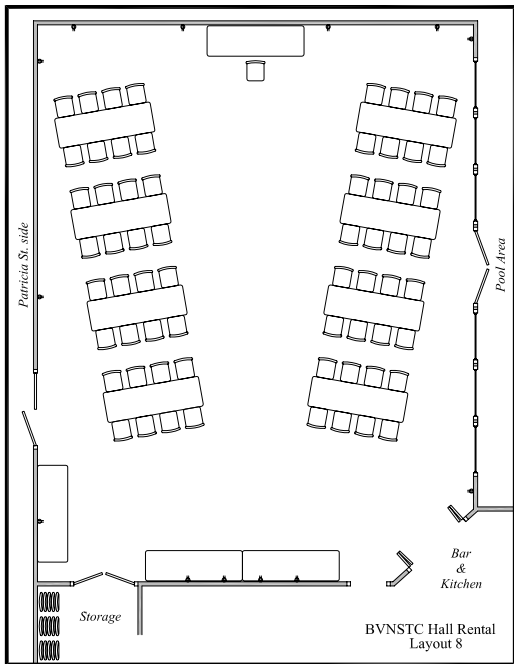 Patricia St. side
Pool Area
Bar
&
Kitchen
Storage
BVNSTC Hall Rental
Layout 8